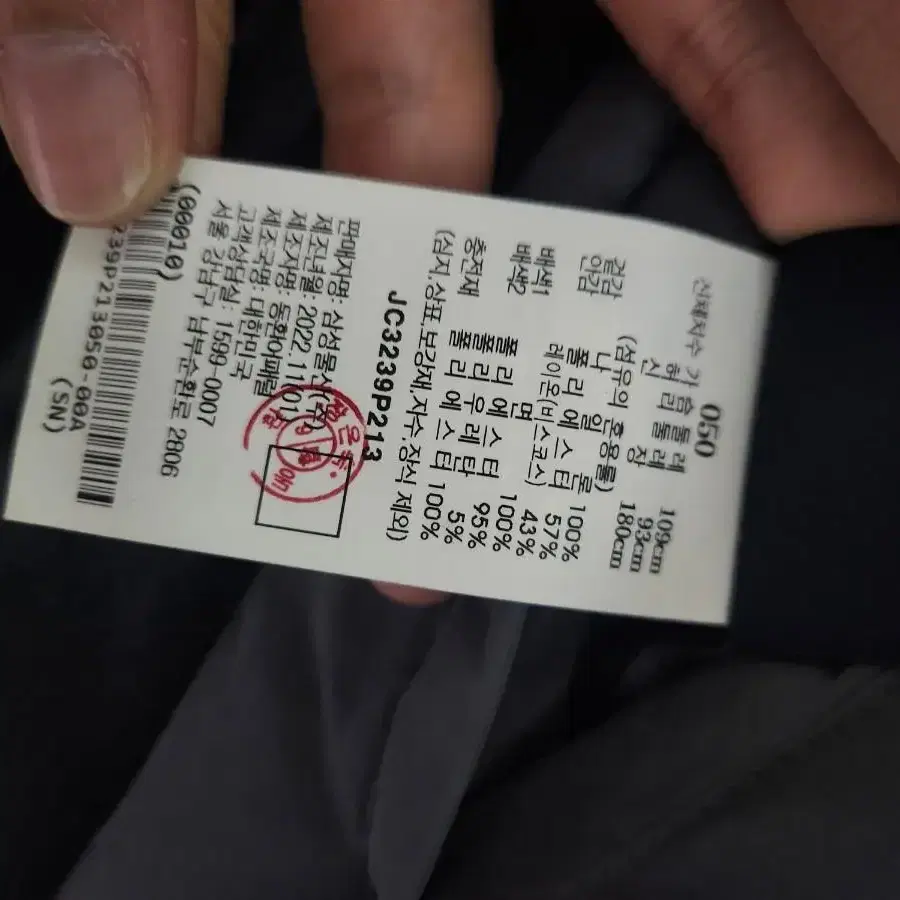 050
신체치수 가슴둘레 109cm
허리둘레 93cm
신장 180cm
(섬유의 혼용률)
겉감 나일론 100%
안감 폴리에스터 57%
레이온(비스코스) 43%
배색1 면 100%
배색2 폴리에스터 95%
폴리우레탄 5%
충전재 폴리에스터 100%
(심지,상표,보강재,자수,장식 제외)
JC3239P213
판매자명: 삼성물산(주)
제조년월: 2022.11(01)
제조자명: 동화어패럴
제조국명: 대한민국
고객상담실: 1599-0007
서울 강남구 남부순환로 2806
(00010)
239P213050-00A
(SN)